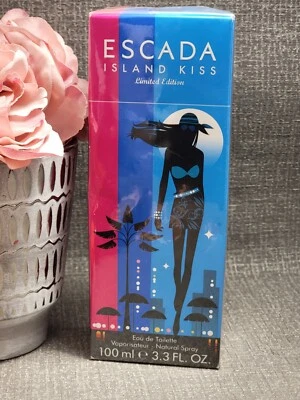 ESCADA
ISLAND KISS
Limited Edition
Eau de Toilette
Vaporisateur - Natural Spray
100 ml ℮ 3.3 FL. OZ.